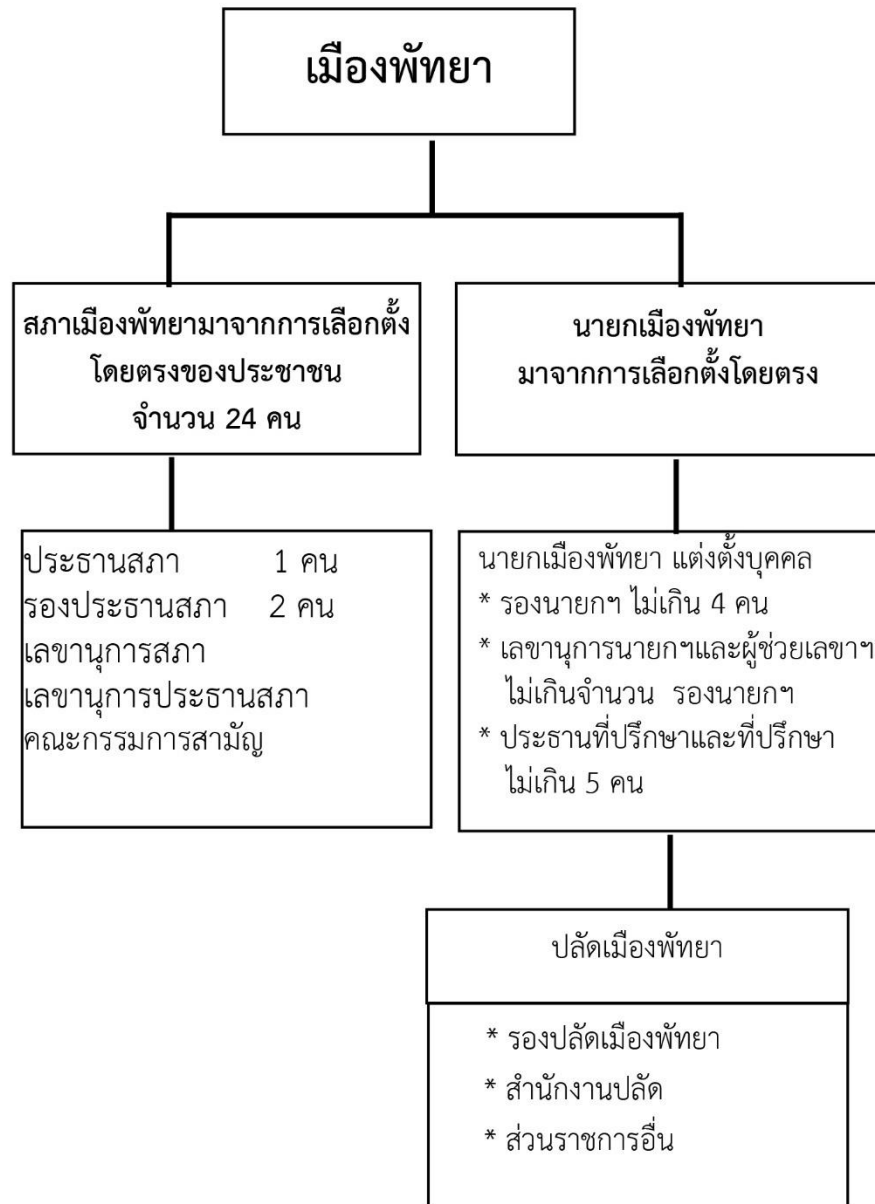 เมืองพัทยา
สภาเมืองพัทยามาจากการเลือกตั้ง
โดยตรงของประชาชน
จำนวน 24 คน
นายกเมืองพัทยา
มาจากการเลือกตั้งโดยตรง
ประธานสภา 1 คน
รองประธานสภา 2 คน
เลขานุการสภา
เลขานุการประธานสภา
คณะกรรมการสามัญ
นายกเมืองพัทยา แต่งตั้งบุคคล
* รองนายกฯ ไม่เกิน 4 คน
* เลขานุการนายกฯและผู้ช่วยเลขาฯ
ไม่เกินจำนวน รองนายกฯ
* ประธานที่ปรึกษาและที่ปรึกษา
ไม่เกิน 5 คน
ปลัดเมืองพัทยา
* รองปลัดเมืองพัทยา
* สำนักงานปลัด
* ส่วนราชการอื่น